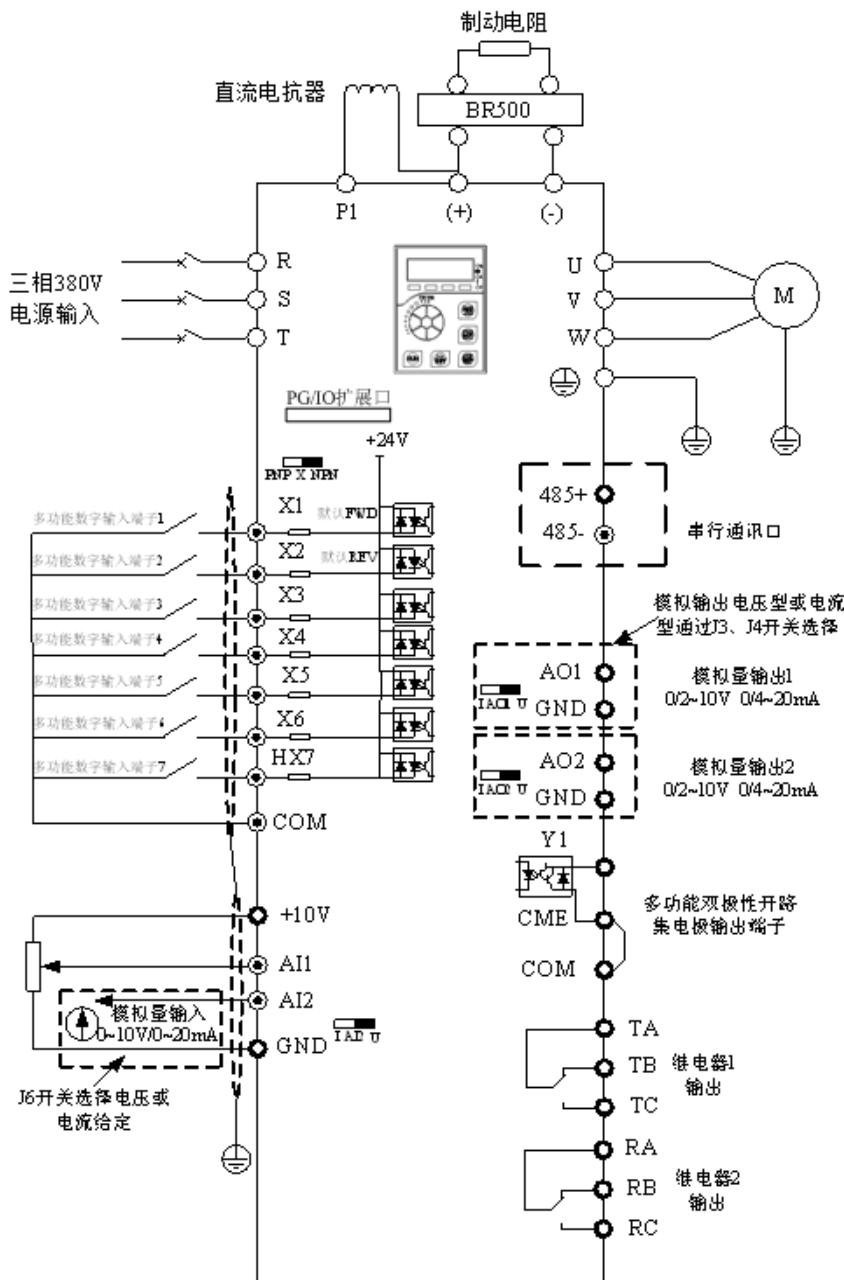 制动电阻
直流电抗器
BR500
P1
(+)
(-)
三相380V
电源输入
R
S
T
U
V
W
M
PG/IO扩展口
+24V
PNP X NPN
X1
默认FWD
多功能数字输入端子1
X2
默认REV
多功能数字输入端子2
X3
多功能数字输入端子3
X4
多功能数字输入端子4
X5
多功能数字输入端子5
X6
多功能数字输入端子6
HX7
多功能数字输入端子7
COM
485+
485-
串行通讯口
模拟输出电压型或电流
型通过J3、J4开关选择
AO1
I AO1 U
GND
模拟量输出1
0/2~10V 0/4~20mA
AO2
I AO2 U
GND
模拟量输出2
0/2~10V 0/4~20mA
Y1
CME
COM
多功能双极性开路
集电极输出端子
+10V
AI1
AI2
模拟量输入
0~10V/0~20mA
GND
I AI2 U
J6开关选择电压或
电流给定
TA
TB
TC
继电器1
输出
RA
RB
RC
继电器2
输出